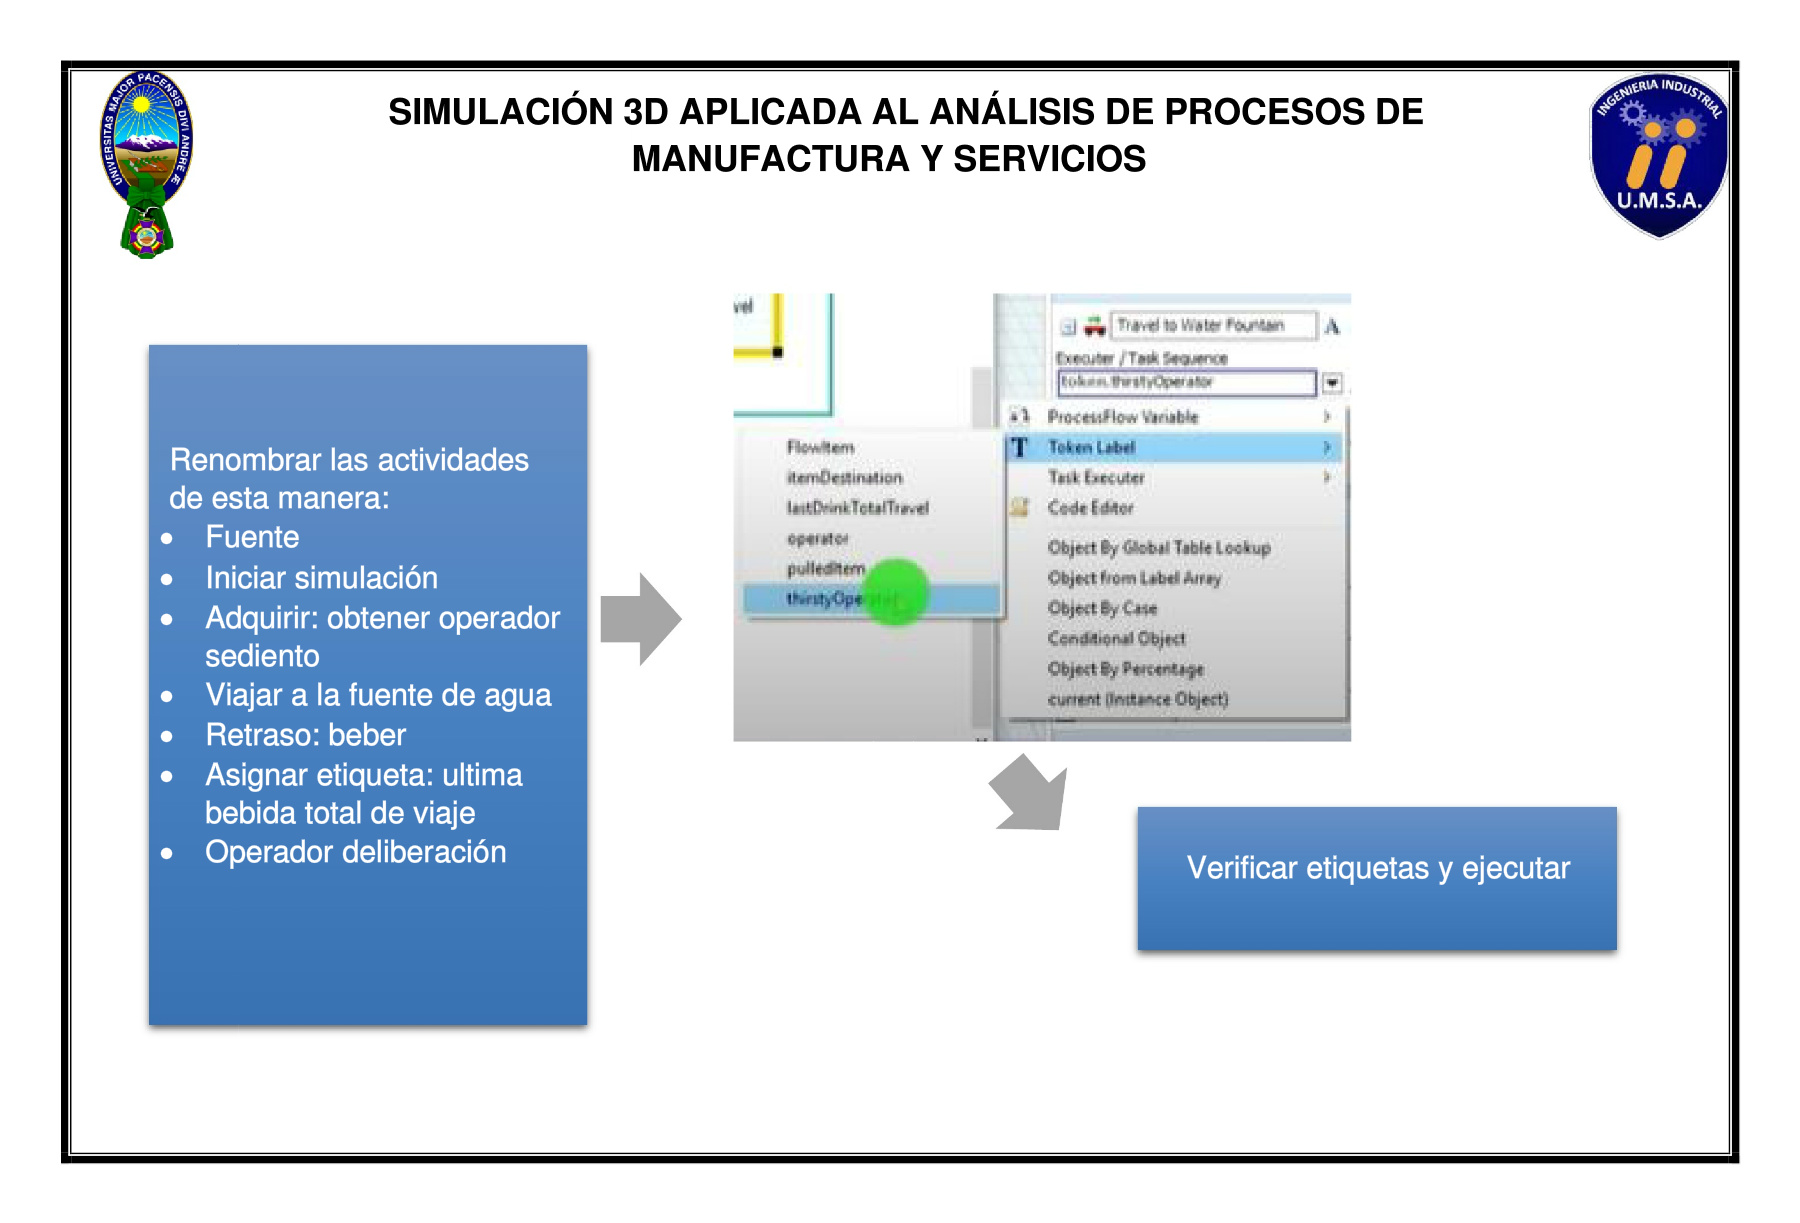 UNIVERSITAS MAJOR PACENSIS DIVI ANDRE Æ
SIMULACIÓN 3D APLICADA AL ANÁLISIS DE PROCESOS DE
MANUFACTURA Y SERVICIOS
INGENIERIA INDUSTRIAL
U.M.S.A.
Renombrar las actividades
de esta manera:
• Fuente
• Iniciar simulación
• Adquirir: obtener operador
sediento
• Viajar a la fuente de agua
• Retraso: beber
• Asignar etiqueta: ultima
bebida total de viaje
• Operador deliberación
vel
FlowItem
itemDestination
lastDrinkTotalTravel
operator
pulledItem
thirstyOperator
Travel to Water Fountain
A
Executer / Task Sequence
token.thirstyOperator
ProcessFlow Variable
T Token Label
Task Executer
Code Editor
Object By Global Table Lookup
Object from Label Array
Object By Case
Conditional Object
Object By Percentage
current (Instance Object)
Verificar etiquetas y ejecutar